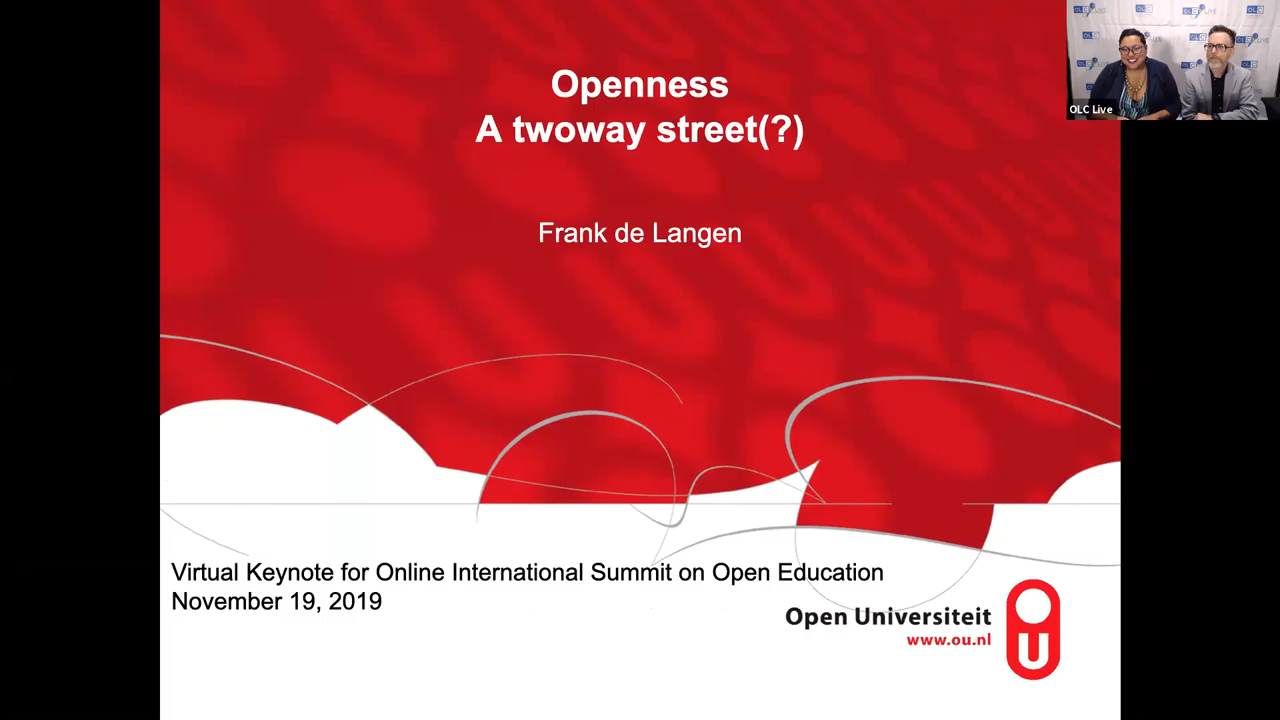 Openness
A twoway street(?)
Frank de Langen
OLC Live
Virtual Keynote for Online International Summit on Open Education
November 19, 2019
Open Universiteit
www.ou.nl
U